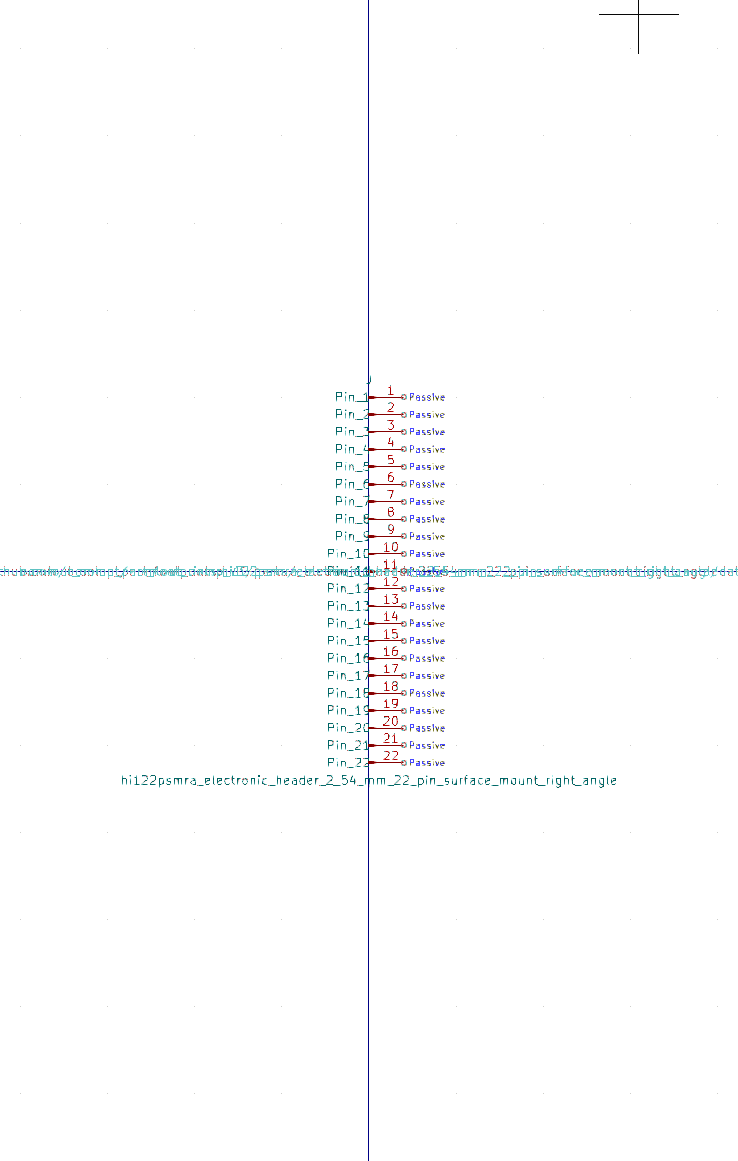 J
Pin_1 1 Passive
Pin_2 2 Passive
Pin_3 3 Passive
Pin_4 4 Passive
Pin_5 5 Passive
Pin_6 6 Passive
Pin_7 7 Passive
Pin_8 8 Passive
Pin_9 9 Passive
Pin_10 10 Passive
11
Pin_12 12 Passive
Pin_13 13 Passive
Pin_14 14 Passive
Pin_15 15 Passive
Pin_16 16 Passive
Pin_17 17 Passive
Pin_18 18 Passive
Pin_19 19 Passive
Pin_20 20 Passive
Pin_21 21 Passive
Pin_22 22 Passive
hi122psmra_electronic_header_2_54_mm_22_pin_surface_mount_right_angle